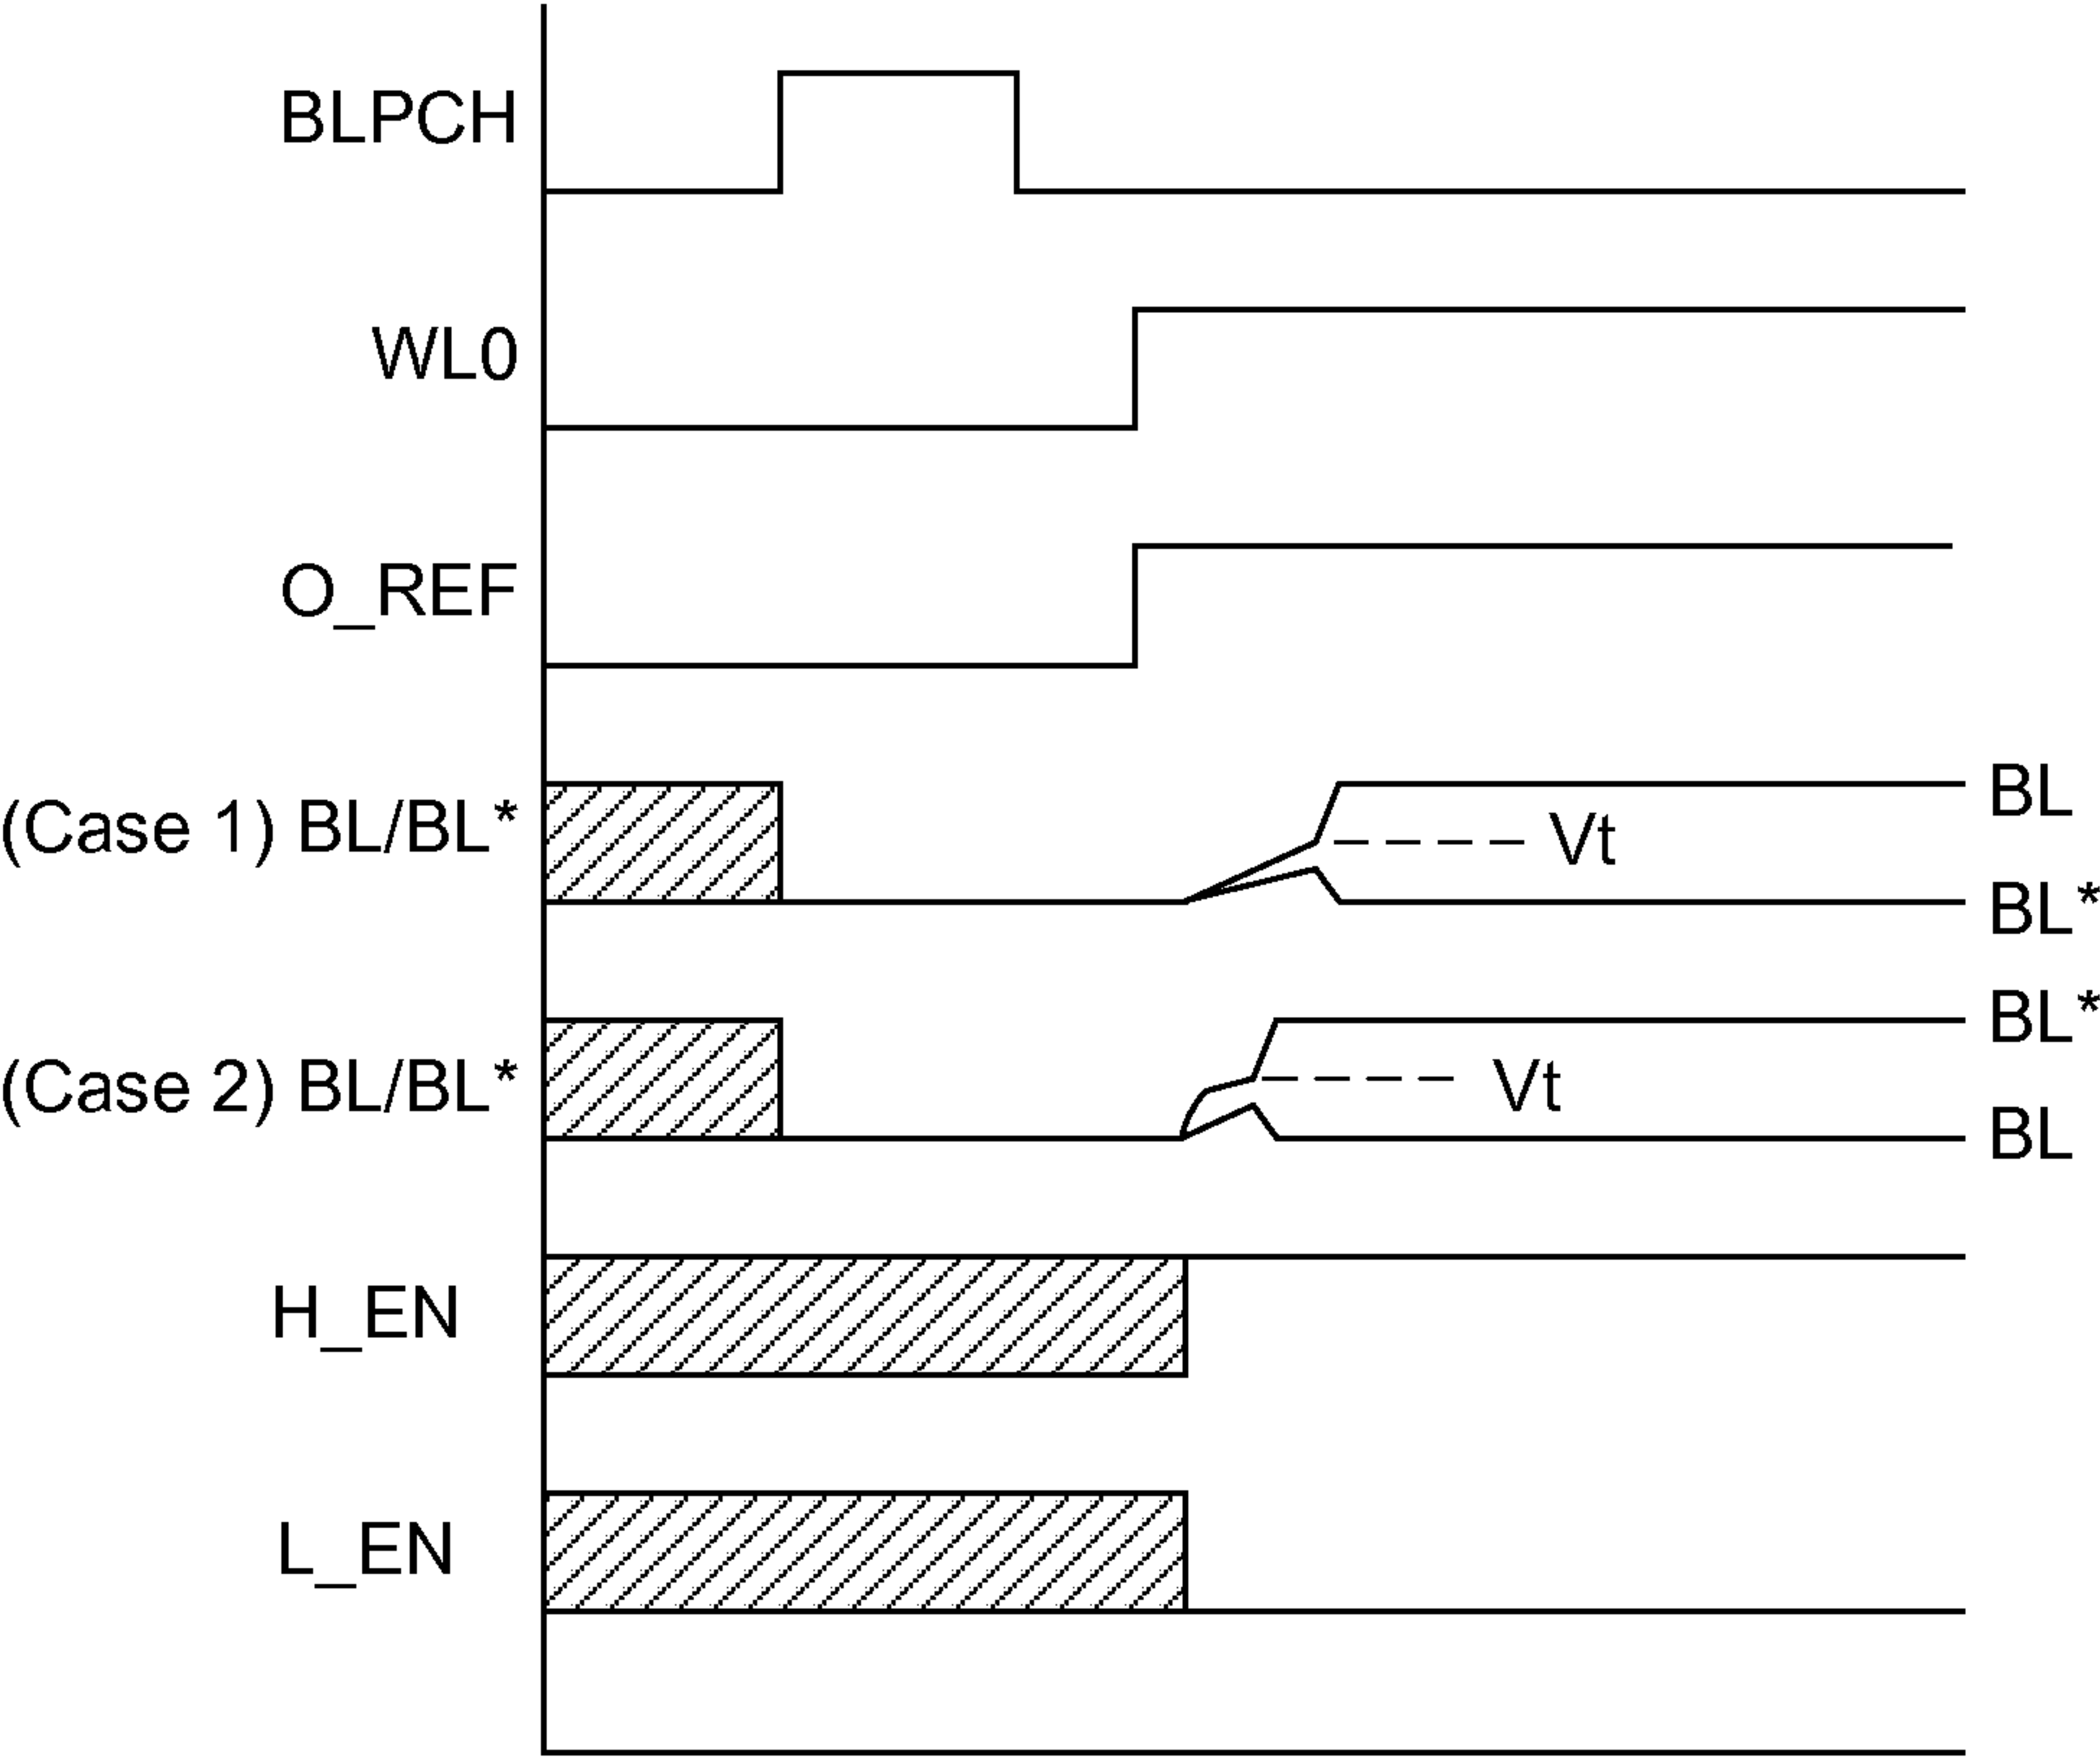 BLPCH
WL0
O_REF
(Case 1) BL/BL*
Vt
BL
BL*
(Case 2) BL/BL*
Vt
BL*
BL
H_EN
L_EN